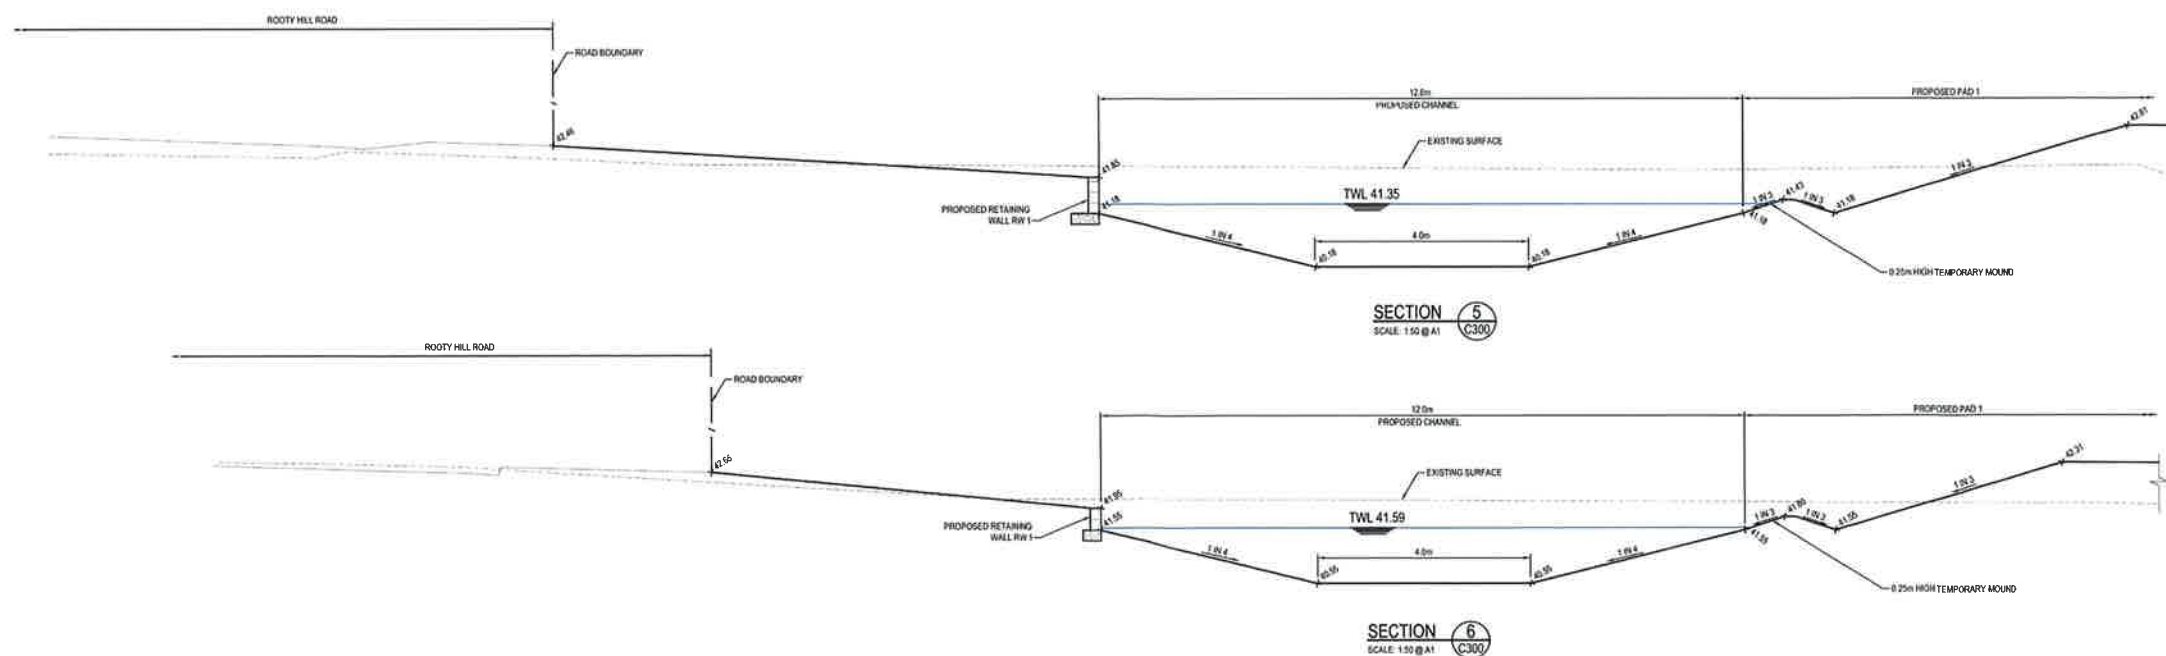 ROOTY HILL ROAD
ROAD BOUNDARY
12.0m
PROPOSED CHANNEL
PROPOSED PAD 1
42.46
EXISTING SURFACE
42.81
41.85
TWL 41.35
1 IN 3
41.43
1 IN 3
41.18
1 IN 3
PROPOSED RETAINING
WALL RW 1
41.18
41.18
1 IN 4
4.0m
1 IN 4
40.18
40.18
0.25m HIGH TEMPORARY MOUND
SECTION 5
SCALE: 1:50 @ A1 C300
ROOTY HILL ROAD
ROAD BOUNDARY
12.0m
PROPOSED CHANNEL
PROPOSED PAD 1
42.65
EXISTING SURFACE
42.31
41.95
TWL 41.59
1 IN 3
41.80
1 IN 3
41.55
1 IN 3
PROPOSED RETAINING
WALL RW 1
41.55
41.55
1 IN 4
4.0m
1 IN 4
40.55
40.55
0.25m HIGH TEMPORARY MOUND
SECTION 6
SCALE: 1:50 @ A1 C300